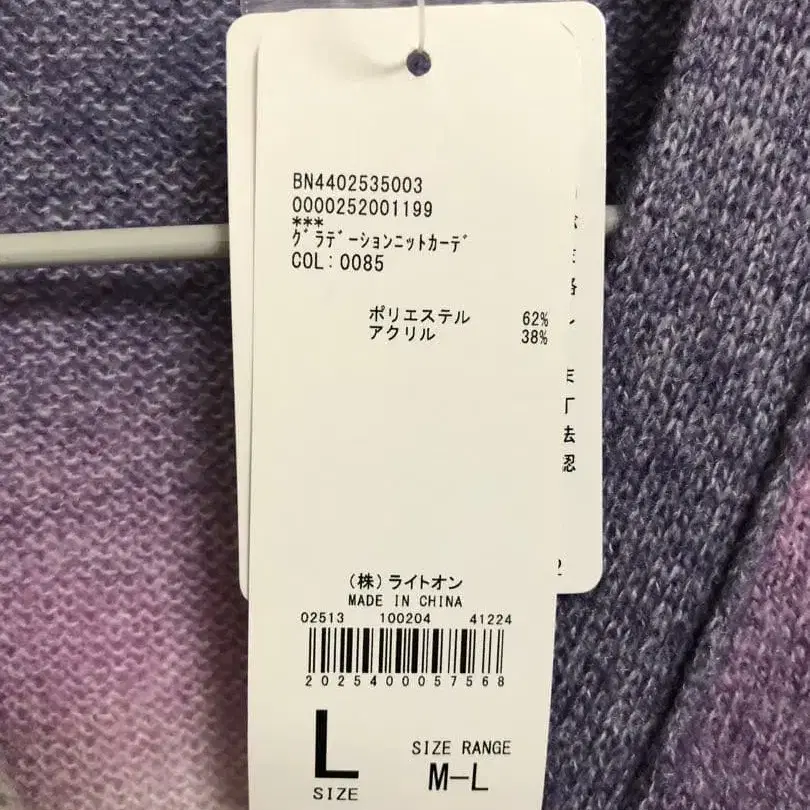 BN4402535003
0000252001199
***
ｸﾞﾗﾃﾞｰｼｮﾝﾆｯﾄｶｰﾃﾞ
COL:0085
ポリエステル 62%
アクリル 38%
(株)ライトオン
MADE IN CHINA
02513 100204 41224
2025400057568
L
SIZE
SIZE RANGE
M-L